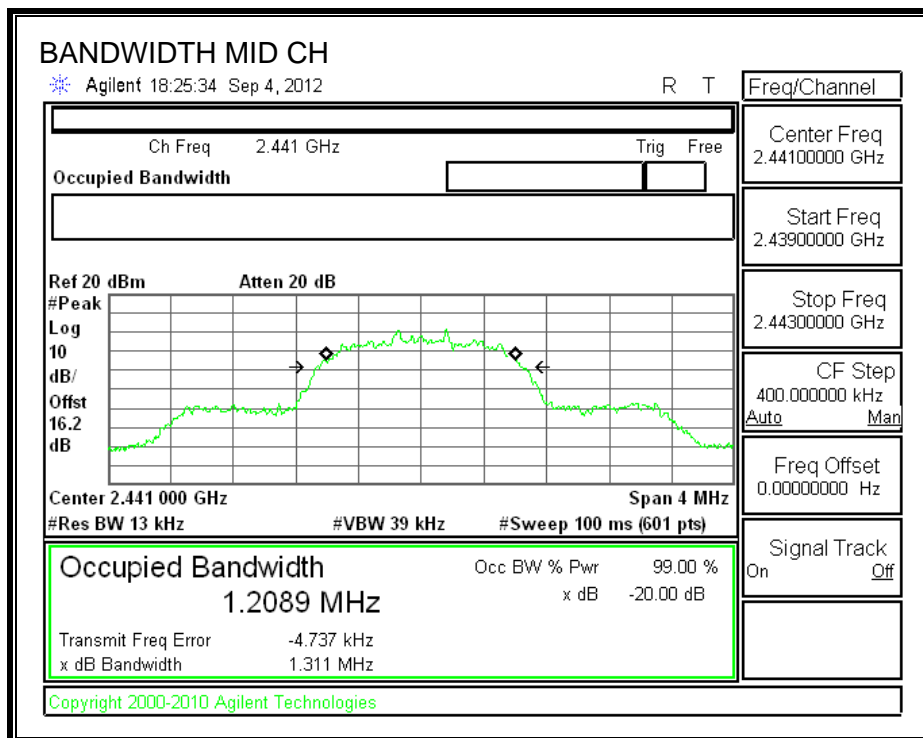 BANDWIDTH MID CH
Agilent 18:25:34 Sep 4, 2012 R T
Freq/Channel
Ch Freq 2.441 GHz Trig Free
Occupied Bandwidth
Center Freq
2.44100000 GHz
Start Freq
2.43900000 GHz
Stop Freq
2.44300000 GHz
CF Step
400.000000 kHz
Auto Man
Freq Offset
0.00000000 Hz
Signal Track
On Off
Ref 20 dBm Atten 20 dB
#Peak
Log
10
dB/
Offst
16.2
dB
Center 2.441 000 GHz Span 4 MHz
#Res BW 13 kHz #VBW 39 kHz #Sweep 100 ms (601 pts)
Occupied Bandwidth
1.2089 MHz
Occ BW % Pwr 99.00 %
x dB -20.00 dB
Transmit Freq Error -4.737 kHz
x dB Bandwidth 1.311 MHz
Copyright 2000-2010 Agilent Technologies